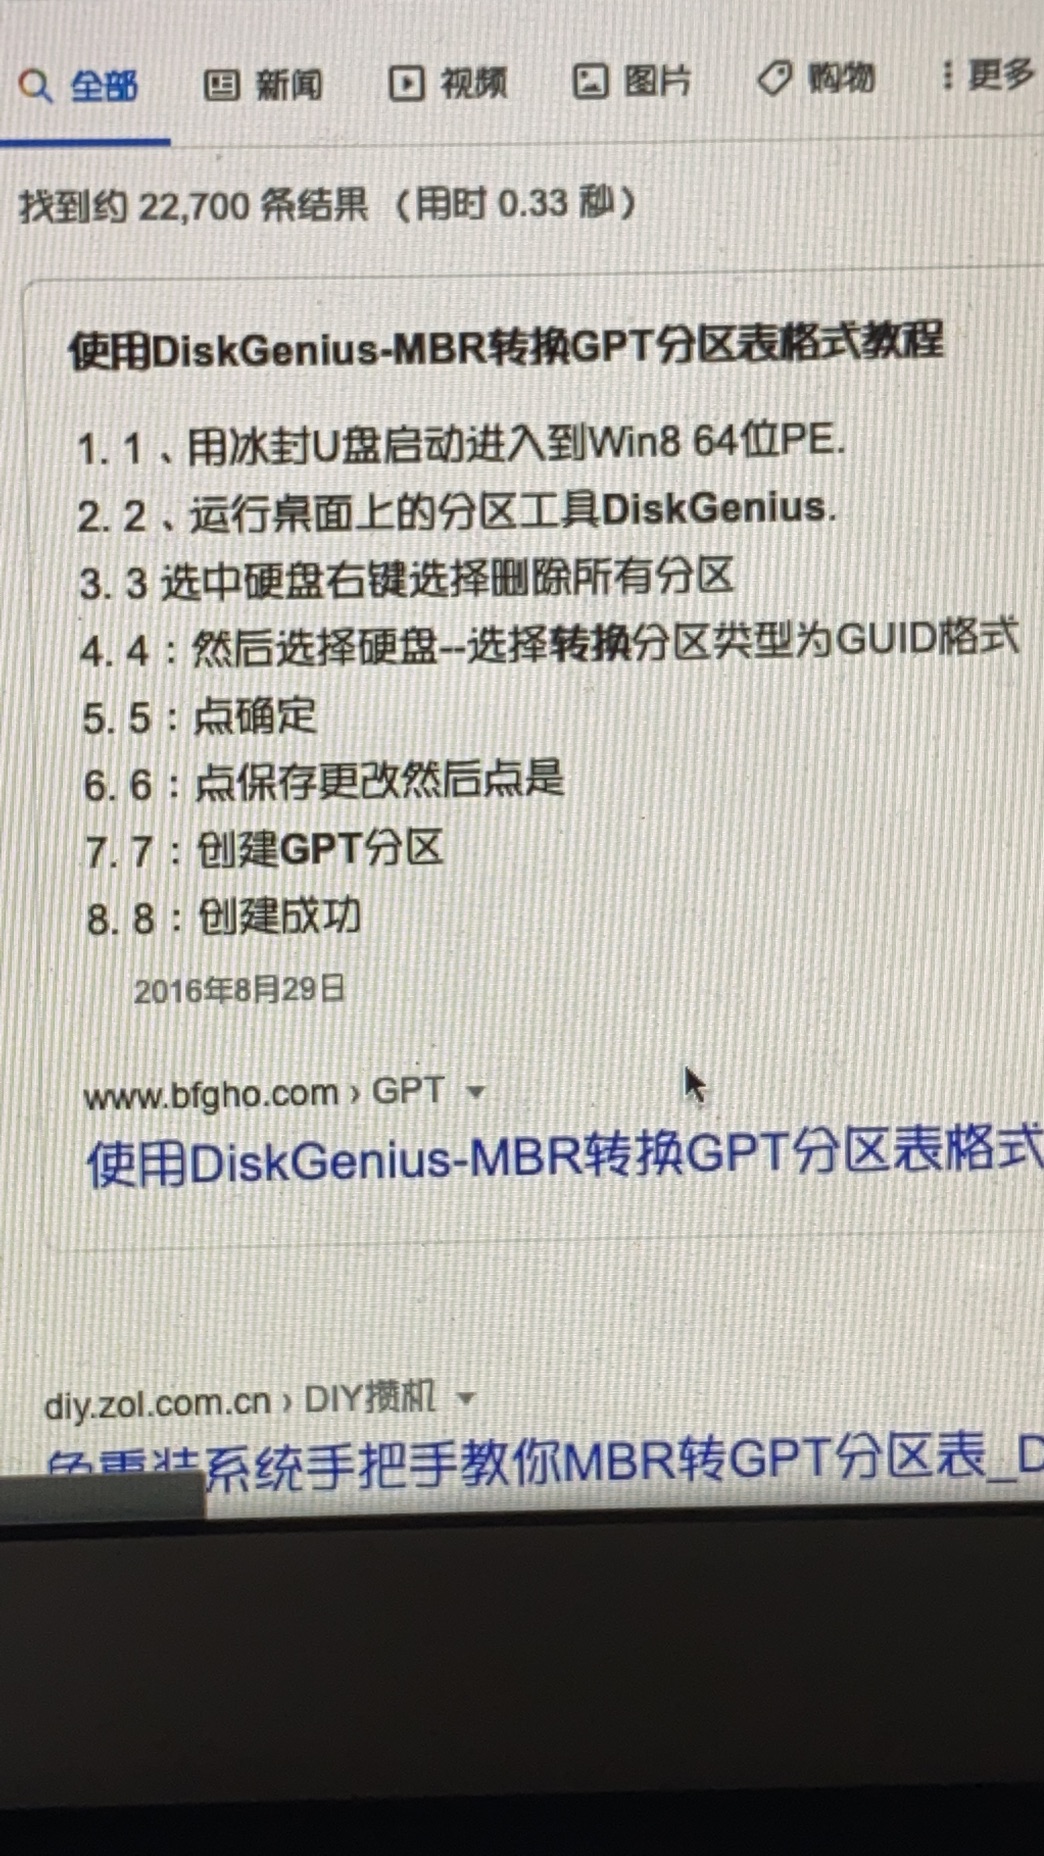 全部 新闻 视频 图片 购物 更多
找到约 22,700 条结果 （用时 0.33 秒）
使用DiskGenius-MBR转换GPT分区表格式教程
1. 1、用冰封U盘启动进入到Win8 64位PE.
2. 2、运行桌面上的分区工具DiskGenius.
3. 3 选中硬盘右键选择删除所有分区
4. 4：然后选择硬盘--选择转换分区类型为GUID格式
5. 5：点确定
6. 6：点保存更改然后点是
7. 7：创建GPT分区
8. 8：创建成功
2016年8月29日
www.bfgho.com › GPT
使用DiskGenius-MBR转换GPT分区表格式
diy.zol.com.cn › DIY攒机
免重装系统手把手教你MBR转GPT分区表_D